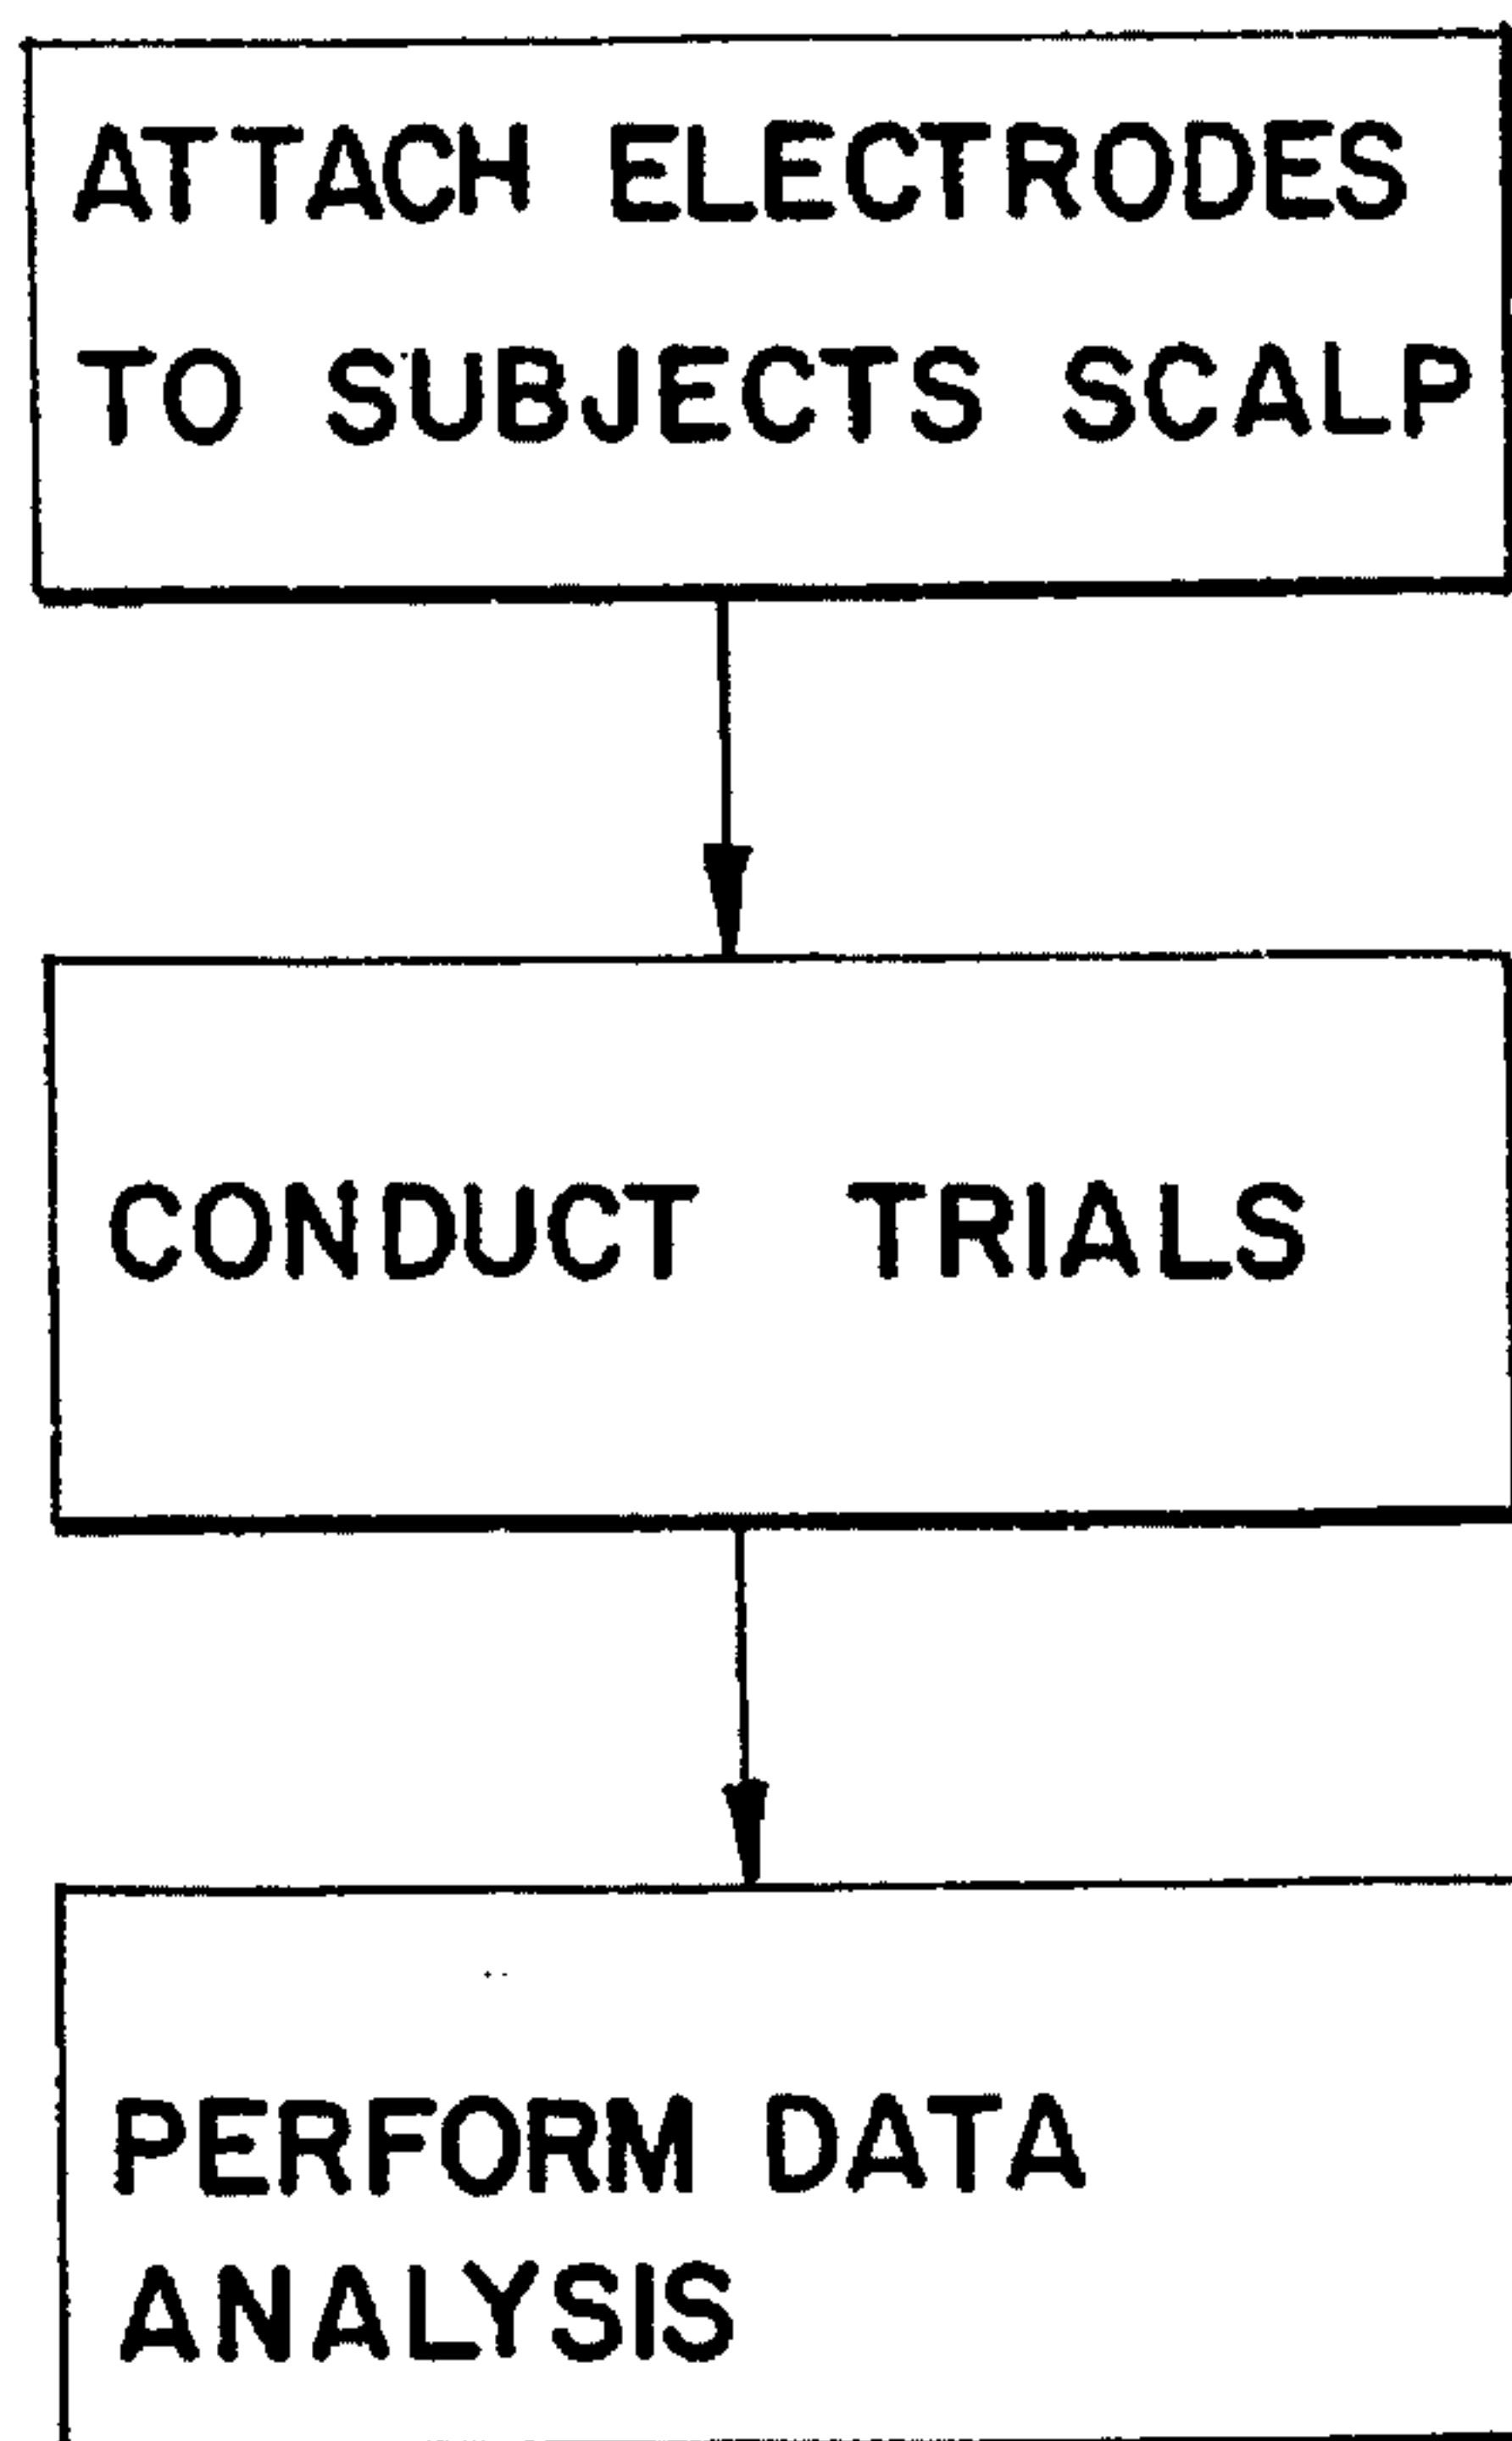 ATTACH ELECTRODES
TO SUBJECTS SCALP
CONDUCT TRIALS
PERFORM DATA
ANALYSIS